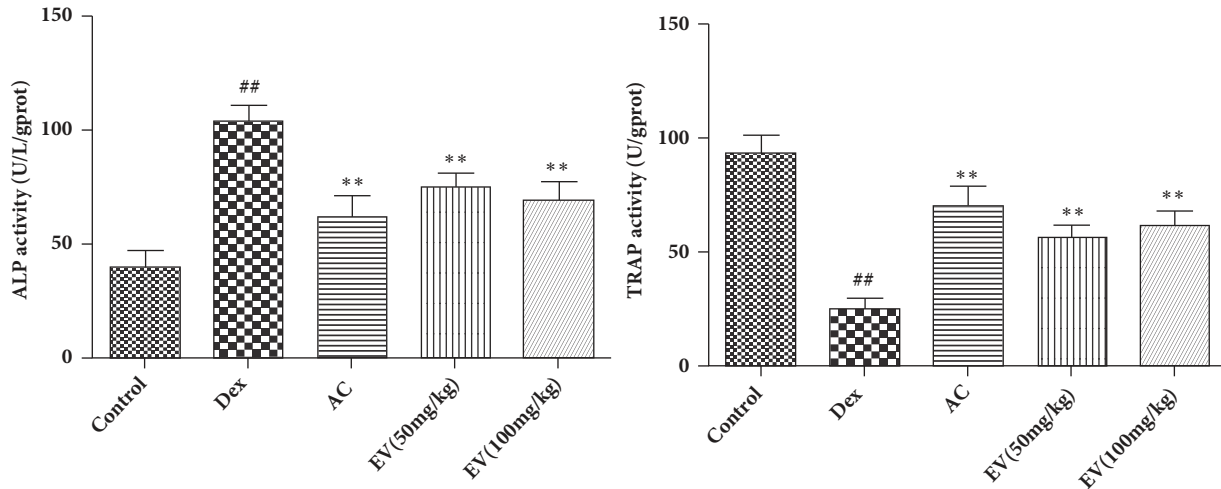 ALP activity (U/L/gprot)
150
100
50
0
##
**
**
**
Control
Dex
AC
EV(50mg/kg)
EV(100mg/kg)
TRAP activity (U/gprot)
150
100
50
0
##
**
**
**
Control
Dex
AC
EV(50mg/kg)
EV(100mg/kg)